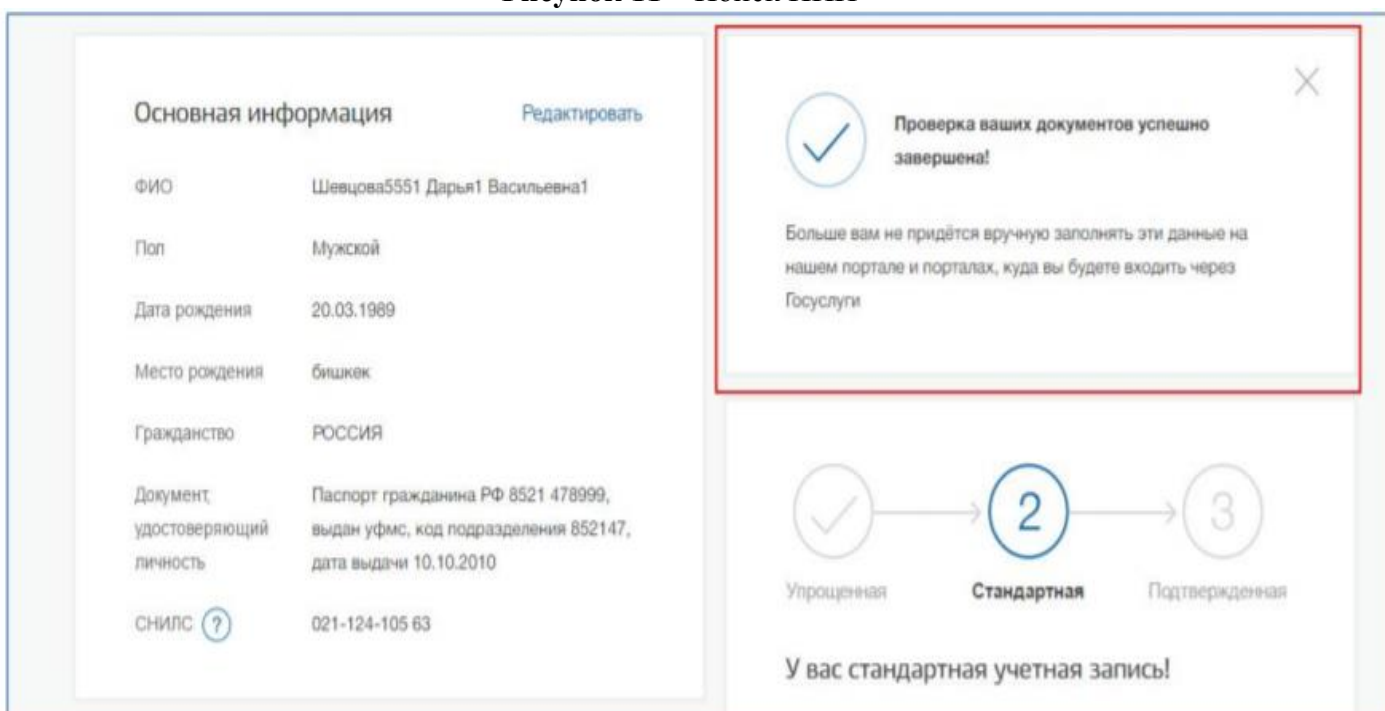 Основная информация
Редактировать
ФИО
Шевцова5551 Дарья1 Васильевна1
Пол
Мужской
Дата рождения
20.03.1989
Место рождения
бишкек
Гражданство
РОССИЯ
Документ,
удостоверяющий
личность
Паспорт гражданина РФ 8521 478999,
выдан уфмс, код подразделения 852147,
дата выдачи 10.10.2010
СНИЛС ?
021-124-105 63
Проверка ваших документов успешно
завершена!
Больше вам не придётся вручную заполнять эти данные на
нашем портале и порталах, куда вы будете входить через
Госуслуги
2
3
Упрощенная
Стандартная
Подтвержденная
У вас стандартная учетная запись!